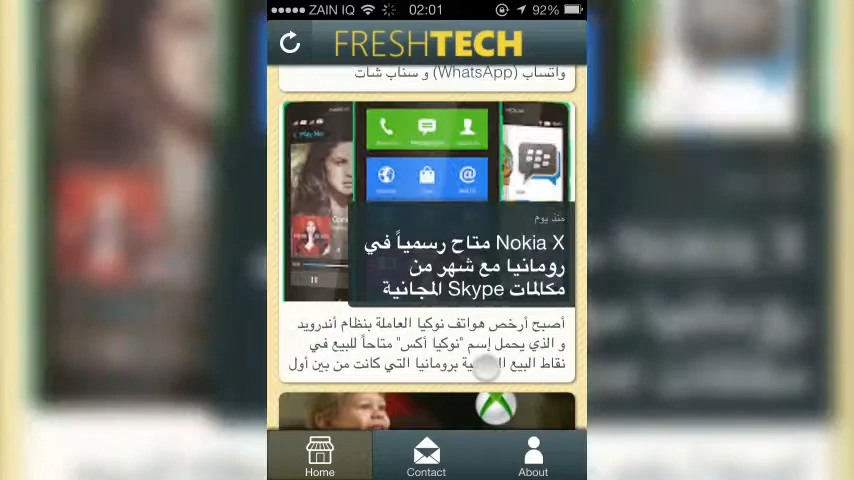 ZAIN IQ 02:01 92%
FRESHTECH
واتساب (WhatsApp) و سناب شات
منذ يوم
Nokia X متاح رسمياً في
رومانيا مع شهر من
مكالمات Skype المجانية
أصبح أرخص هواتف نوكيا العاملة بنظام أندرويد
و الذي يحمل إسم "نوكيا أكس" متاحاً للبيع في
نقاط البيع برومانيا التي كانت من بين أول
Home Contact About